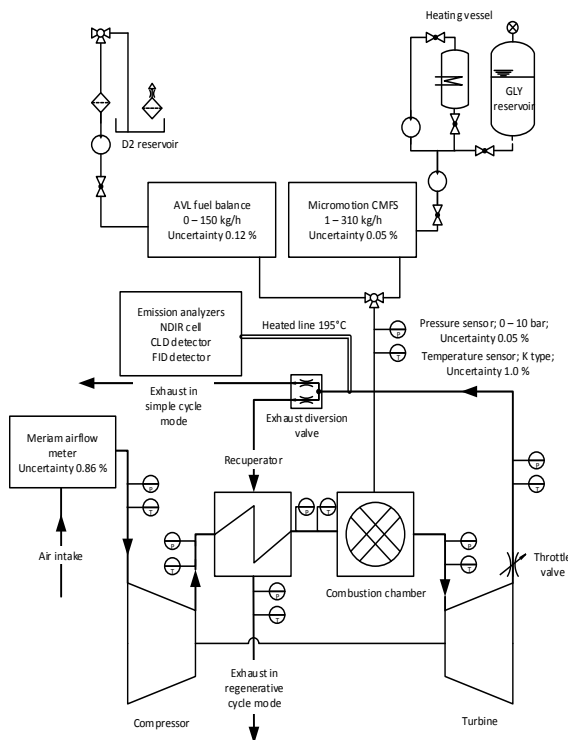 Heating vessel
GLY
reservoir
D2 reservoir
AVL fuel balance
0 – 150 kg/h
Uncertainty 0.12 %
Micromotion CMFS
1 – 310 kg/h
Uncertainty 0.05 %
Emission analyzers
NDIR cell
CLD detector
FID detector
Heated line 195°C
P
T
Pressure sensor; 0 – 10 bar;
Uncertainty 0.05 %
Temperature sensor; K type;
Uncertainty 1.0 %
Exhaust in
simple cycle
mode
Exhaust diversion
valve
Meriam airflow
meter
Uncertainty 0.86 %
Recuperator
P
T
P
T
P
T
P
T
P
T
Air intake
Throttle
valve
Combustion chamber
P
T
P
T
Exhaust in
regenerative
cycle mode
Compressor
Turbine